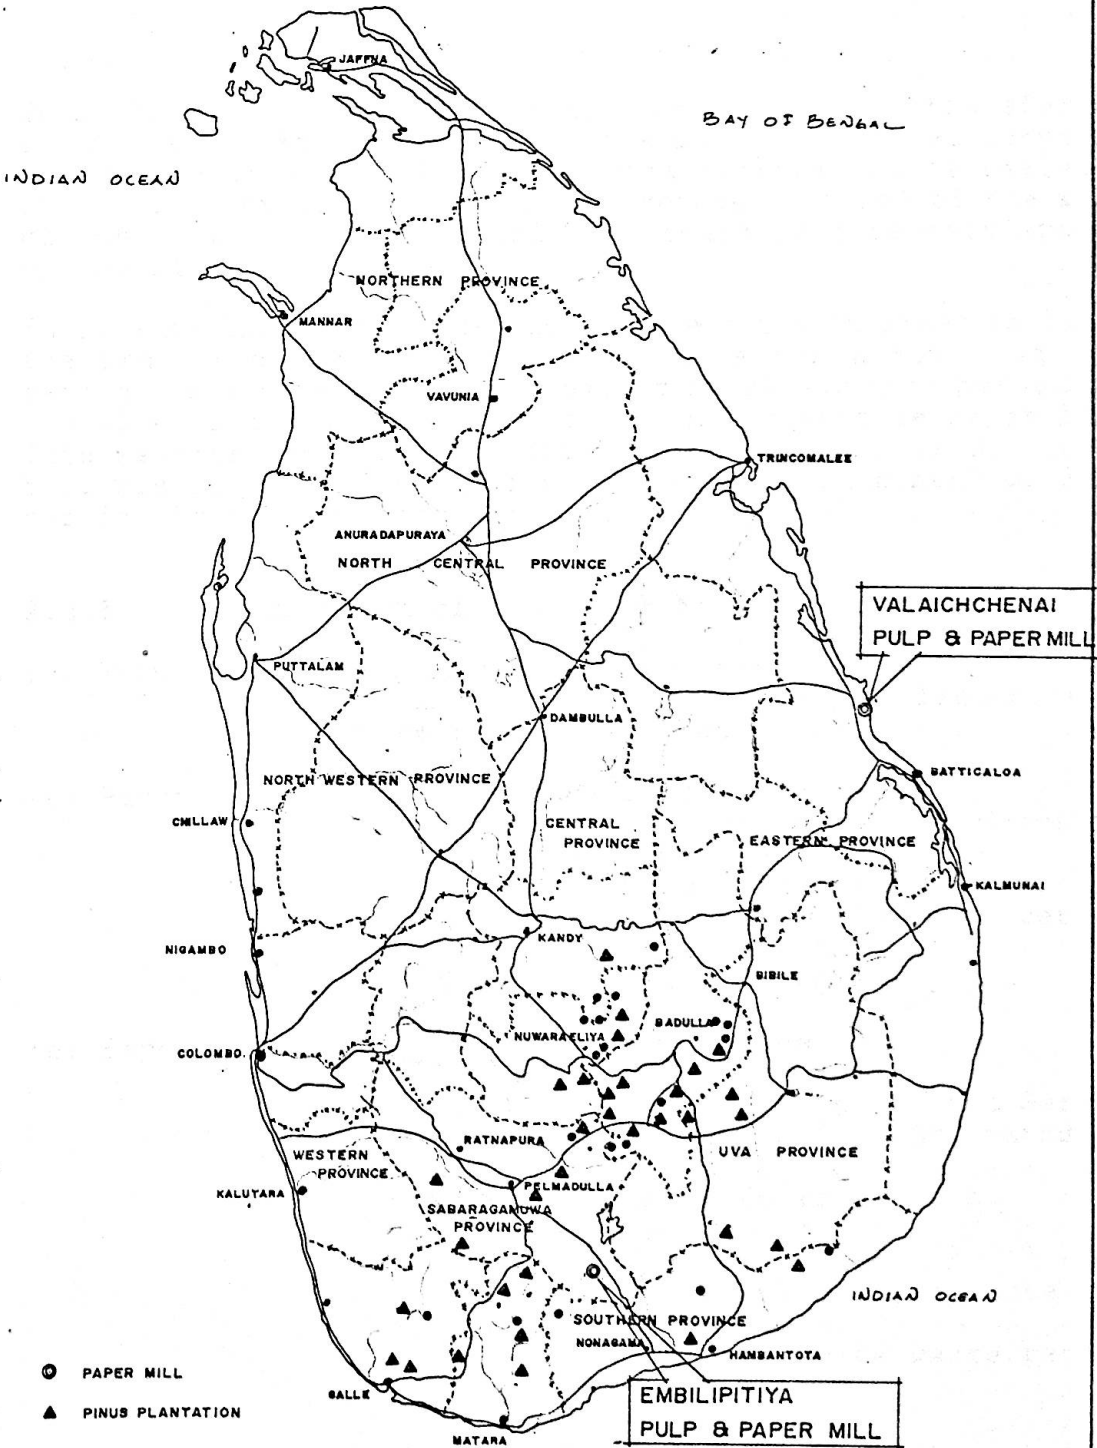 JAFFNA
BAY OF BENGAL
INDIAN OCEAN
NORTHERN PROVINCE
MANNAR
VAVUNIA
TRINCOMALEE
ANURADAPURAYA
NORTH CENTRAL PROVINCE
VALAICHCHENAI
PULP & PAPER MILL
PUTTALAM
DAMBULLA
BATTICALOA
NORTH WESTERN PROVINCE
CHILLAW
CENTRAL
PROVINCE
EASTERN PROVINCE
KALMUNAI
KANDY
NIGAMBO
BIBILE
BADULLA
NUWARAELIYA
COLOMBO
RATNAPURA
WESTERN
PROVINCE
UVA PROVINCE
PELMADULLA
KALUTARA
SABARAGAMUWA
PROVINCE
INDIAN OCEAN
SOUTHERN PROVINCE
NONAGAMA
HAMBANTOTA
PAPER MILL
PINUS PLANTATION
GALLE
MATARA
EMBILIPITIYA
PULP & PAPER MILL